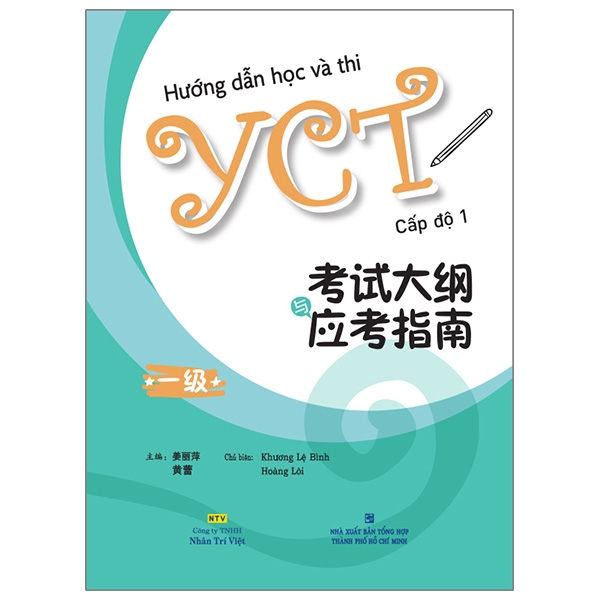 Hướng dẫn học và thi
YCT
Cấp độ 1
考试大纲
与
应考指南
一级
主编: 姜丽萍 Chủ biên: Khương Lệ Bình
黄蕾 Hoàng Lôi
NTV
Công ty TNHH
Nhân Trí Việt
NHÀ XUẤT BẢN TỔNG HỢP
THÀNH PHỐ HỒ CHÍ MINH